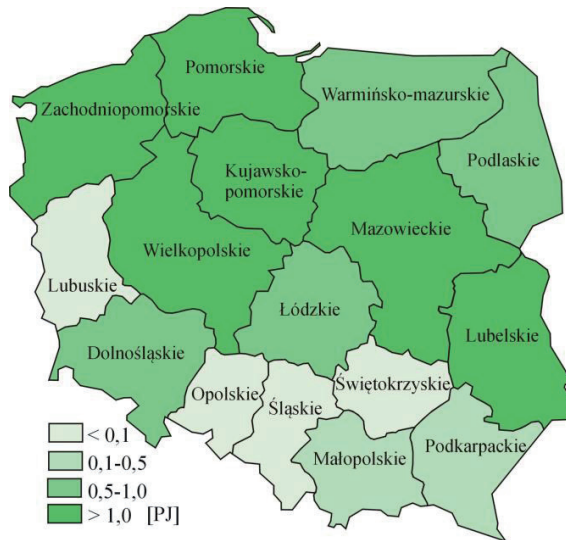 Pomorskie
Zachodniopomorskie
Warmińsko-mazurskie
Podlaskie
Kujawsko-
pomorskie
Mazowieckie
Wielkopolskie
Lubuskie
Łódzkie
Lubelskie
Dolnośląskie
Opolskie
Śląskie
Świętokrzyskie
Małopolskie
Podkarpackie
< 0,1
0,1-0,5
0,5-1,0
> 1,0 [PJ]